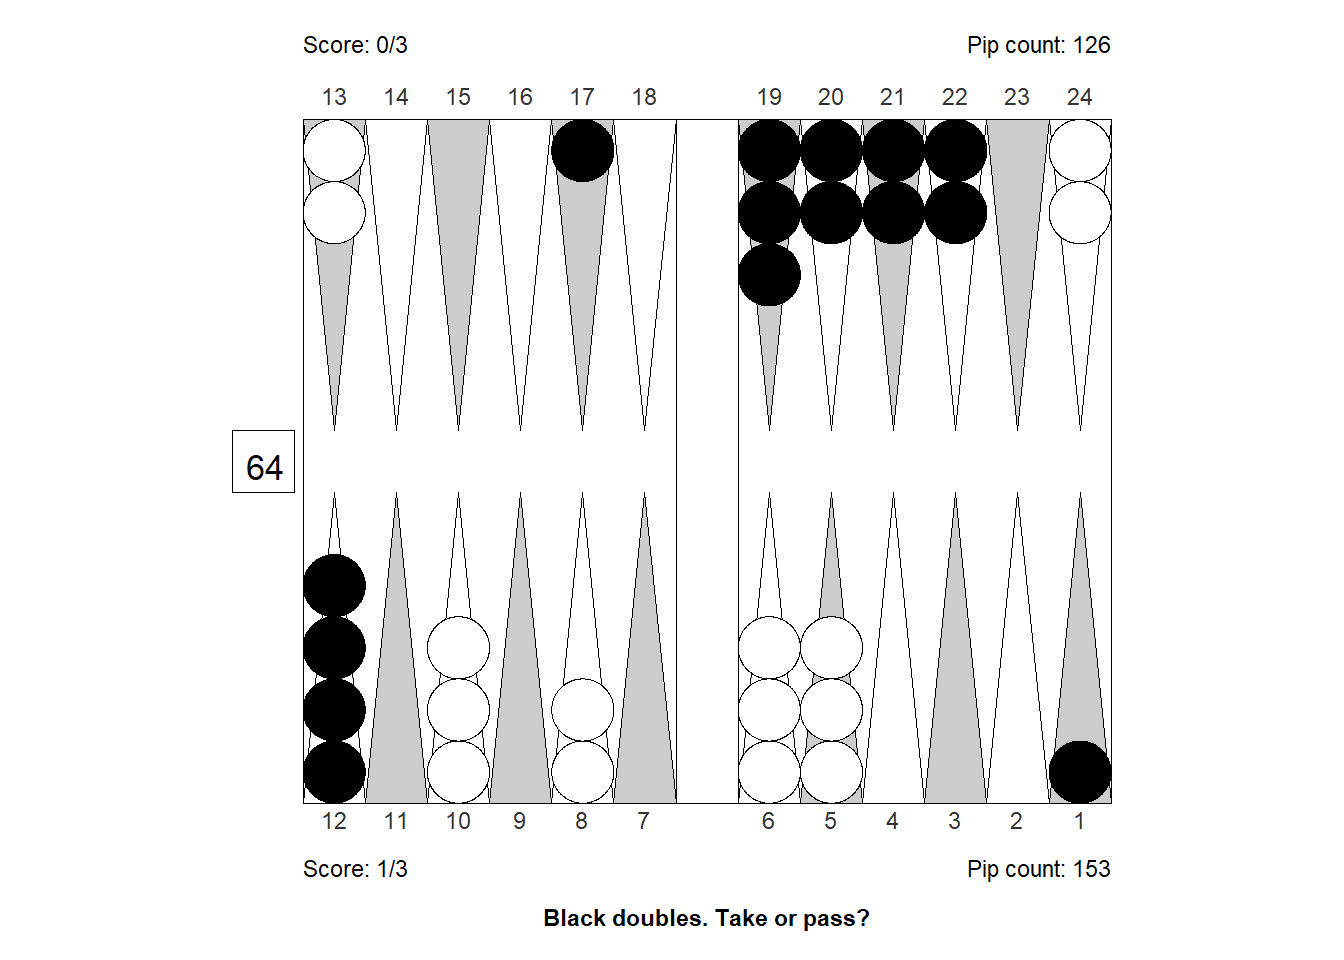 Score: 0/3 Pip count: 126
13 14 15 16 17 18 19 20 21 22 23 24
64
12 11 10 9 8 7 6 5 4 3 2 1
Score: 1/3 Pip count: 153
Black doubles. Take or pass?